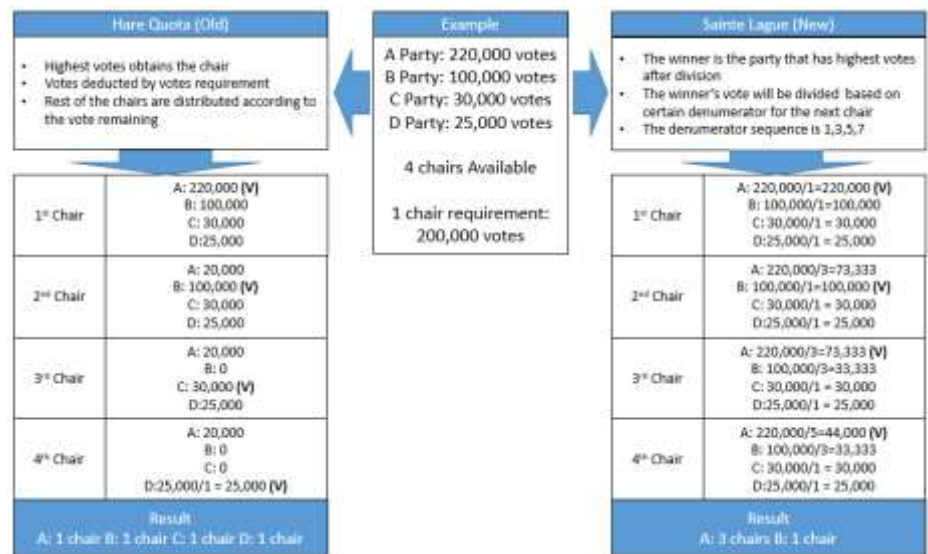 Hare Quota (Old)
• Highest votes obtains the chair
• Votes deducted by votes requirement
• Rest of the chairs are distributed according to
the vote remaining
1st Chair
A: 220,000 (V)
B: 100,000
C: 30,000
D:25,000
2nd Chair
A: 20,000
B: 100,000 (V)
C: 30,000
D: 25,000
3rd Chair
A: 20,000
B: 0
C: 30,000 (V)
D:25,000
4th Chair
A: 20,000
B: 0
C: 0
D:25,000/1 = 25,000 (V)
Result
A: 1 chair B: 1 chair C: 1 chair D: 1 chair
Example
A Party: 220,000 votes
B Party: 100,000 votes
C Party: 30,000 votes
D Party: 25,000 votes
4 chairs Available
1 chair requirement:
200,000 votes
Sainte Lague (New)
• The winner is the party that has highest votes
after division
• The winner's vote will be divided based on
certain denumerator for the next chair
• The denumerator sequence is 1,3,5,7
1st Chair
A: 220,000/1=220,000 (V)
B: 100,000/1=100,000
C: 30,000/1 = 30,000
D:25,000/1 = 25,000
2nd Chair
A: 220,000/3=73,333
B: 100,000/1=100,000 (V)
C: 30,000/1 = 30,000
D:25,000/1 = 25,000
3rd Chair
A: 220,000/3=73,333 (V)
B: 100,000/3=33,333
C: 30,000/1 = 30,000
D:25,000/1 = 25,000
4th Chair
A: 220,000/5=44,000 (V)
B: 100,000/3=33,333
C: 30,000/1 = 30,000
D:25,000/1 = 25,000
Result
A: 3 chairs B: 1 chair